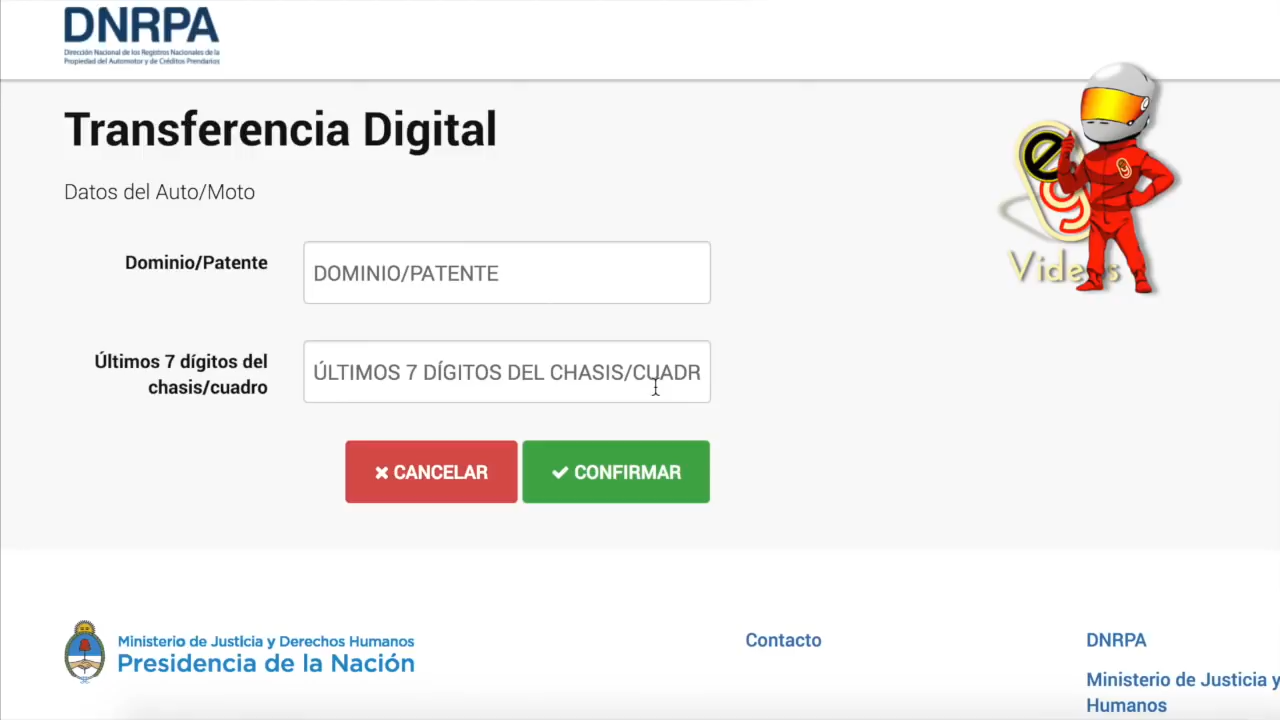 DNRPA
Dirección Nacional de los Registros Nacionales de la
Propiedad del Automotor y de Créditos Prendarios
Transferencia Digital
Datos del Auto/Moto
Dominio/Patente
DOMINIO/PATENTE
Últimos 7 dígitos del
chasis/cuadro
ÚLTIMOS 7 DÍGITOS DEL CHASIS/CUADR
CANCELAR
CONFIRMAR
eg
Videos
Ministerio de Justicia y Derechos Humanos
Presidencia de la Nación
Contacto
DNRPA
Ministerio de Justicia y
Humanos